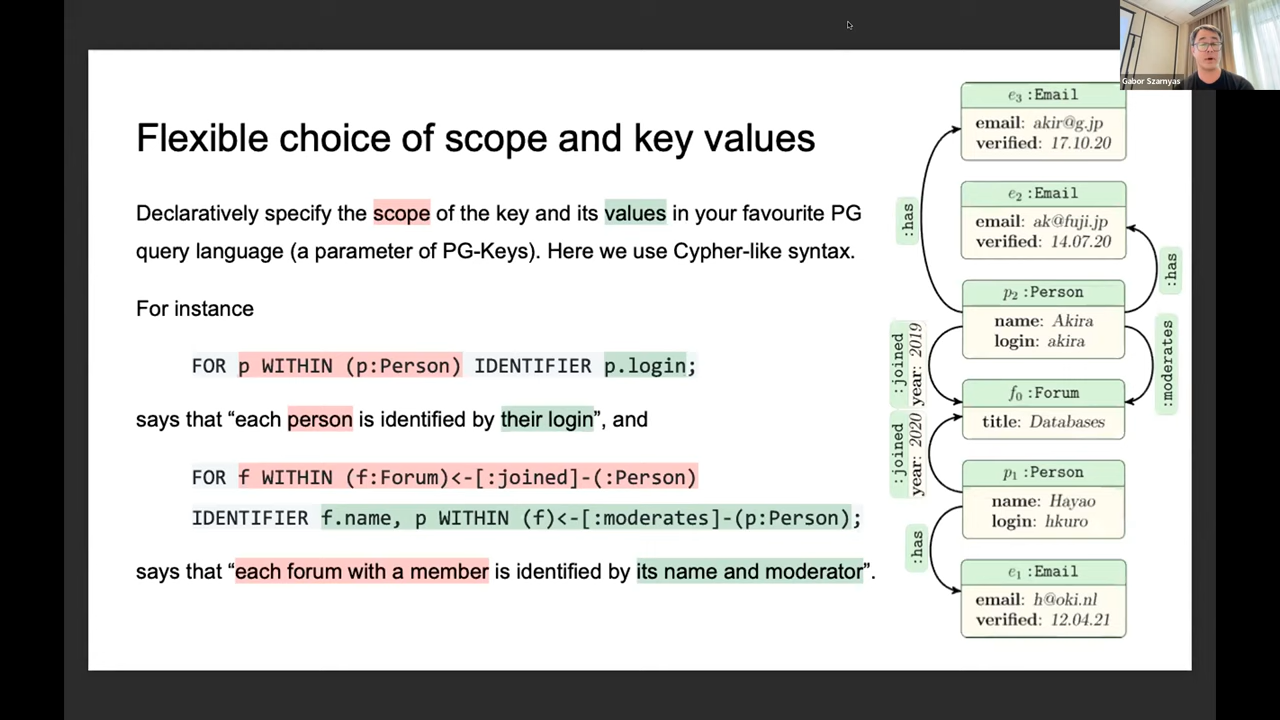 Gabor Szarnyas
Flexible choice of scope and key values
Declaratively specify the scope of the key and its values in your favourite PG
query language (a parameter of PG-Keys). Here we use Cypher-like syntax.
For instance
FOR p WITHIN (p:Person) IDENTIFIER p.login;
says that “each person is identified by their login”, and
FOR f WITHIN (f:Forum)<-[:joined]-(:Person)
IDENTIFIER f.name, p WITHIN (f)<-[:moderates]-(p:Person);
says that “each forum with a member is identified by its name and moderator”.
e3 :Email
email: akir@g.jp
verified: 17.10.20
:has
e2 :Email
email: ak@fuji.jp
verified: 14.07.20
:has
p2 :Person
name: Akira
login: akira
:joined
year: 2019
:moderates
f0 :Forum
title: Databases
:joined
year: 2020
p1 :Person
name: Hayao
login: hkuro
:has
e1 :Email
email: h@oki.nl
verified: 12.04.21